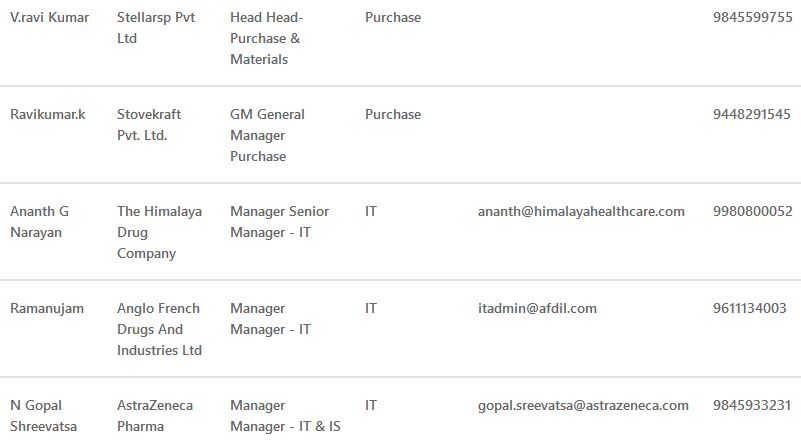 V.ravi Kumar Stellarsp Pvt Head Head- Purchase 9845599755
Ltd Purchase &
Materials
Ravikumar.k Stovekraft GM General Purchase 9448291545
Pvt. Ltd. Manager
Purchase
Ananth G The Himalaya Manager Senior IT ananth@himalayahealthcare.com 9980800052
Narayan Drug Manager - IT
Company
Ramanujam Anglo French Manager IT itadmin@afdil.com 9611134003
Drugs And Manager - IT
Industries Ltd
N Gopal AstraZeneca Manager IT gopal.sreevatsa@astrazeneca.com 9845933231
Shreevatsa Pharma Manager - IT & IS